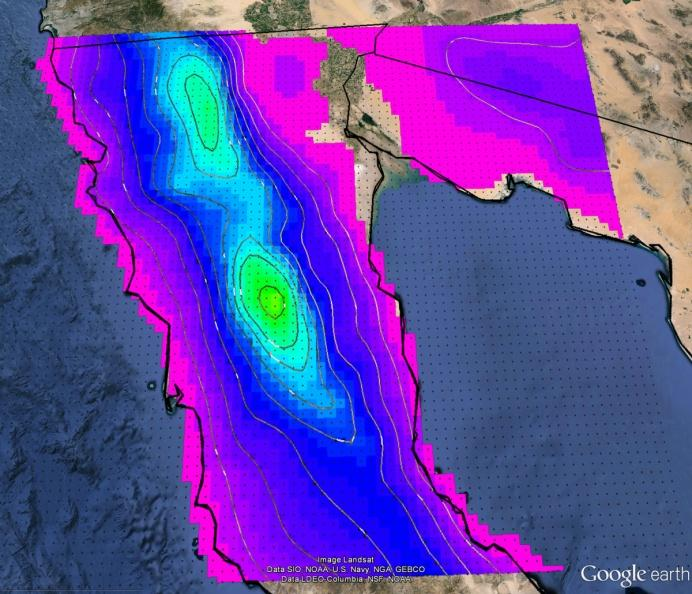 Image Landsat
Data SIO, NOAA, U.S. Navy, NGA, GEBCO
Data LDEO-Columbia, NSF, NOAA
Google earth